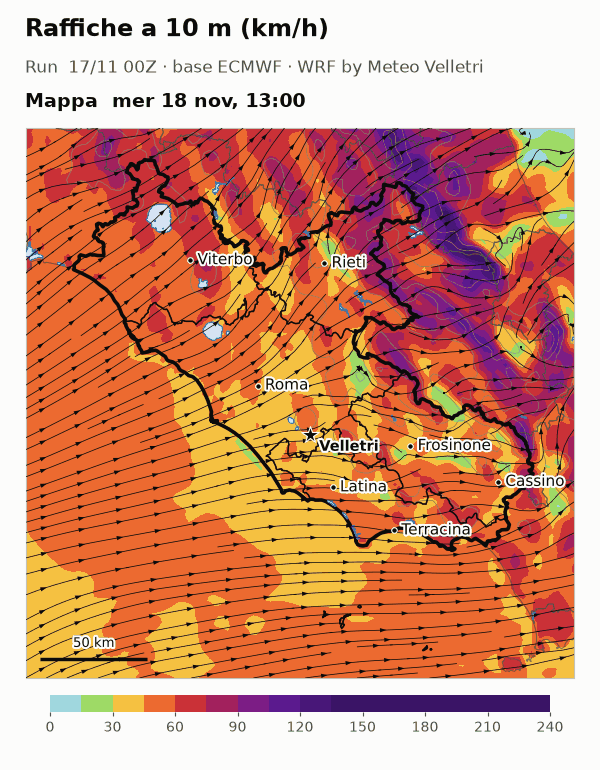 Raffiche a 10 m (km/h)
Run 17/11 00Z · base ECMWF · WRF by Meteo Velletri
Mappa mer 18 nov, 13:00
Viterbo
Rieti
Roma
Velletri
Frosinone
Latina
Cassino
Terracina
50 km
0 30 60 90 120 150 180 210 240